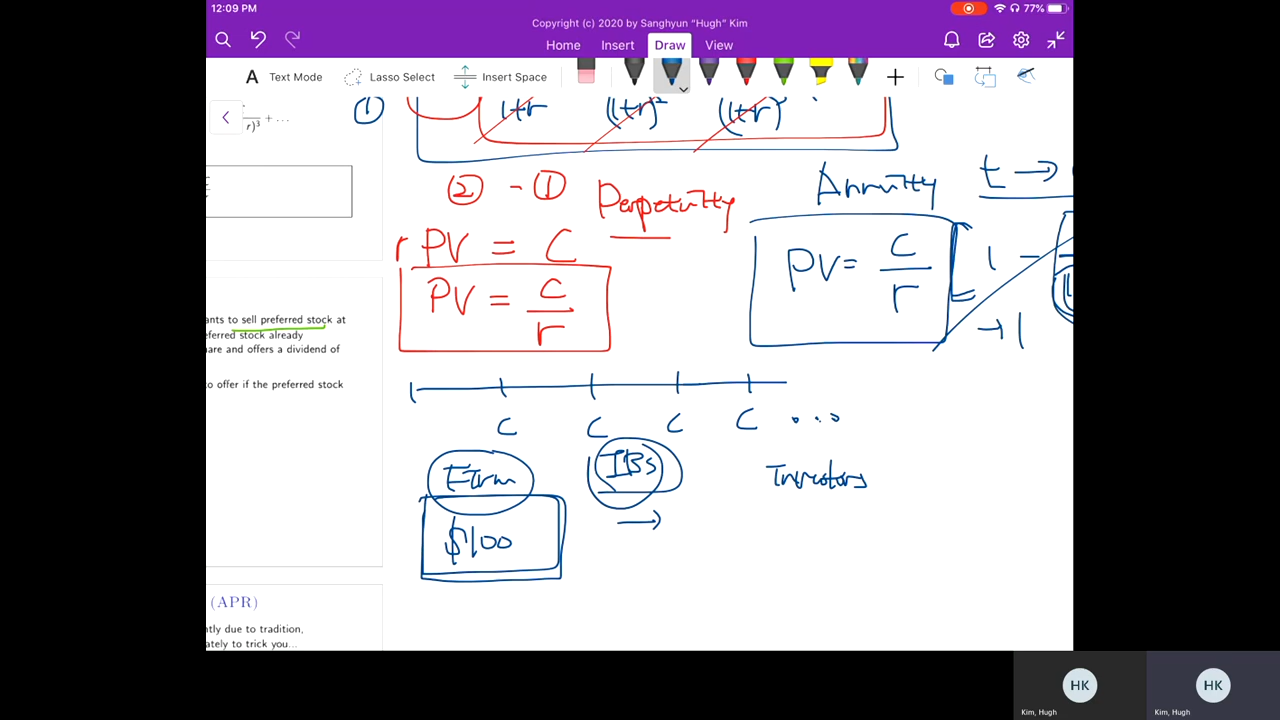 12:09 PM
77%
Copyright (c) 2020 by Sanghyun “Hugh” Kim
Home Insert Draw View
A Text Mode Lasso Select Insert Space
r)³ + ...
① 1+r (1+r)² (1+r)³
② - ① Perpetuity
r PV = C
PV = C/r
Annuity
t →
PV = C/r [ 1 -
→ 1
ants to sell preferred stock at
eferred stock already
hare and offers a dividend of
to offer if the preferred stock
C C C C ...
Firm IBs Investors
$100
→
(APR)
ntly due to tradition,
ately to trick you...
HK HK
Kim, Hugh Kim, Hugh